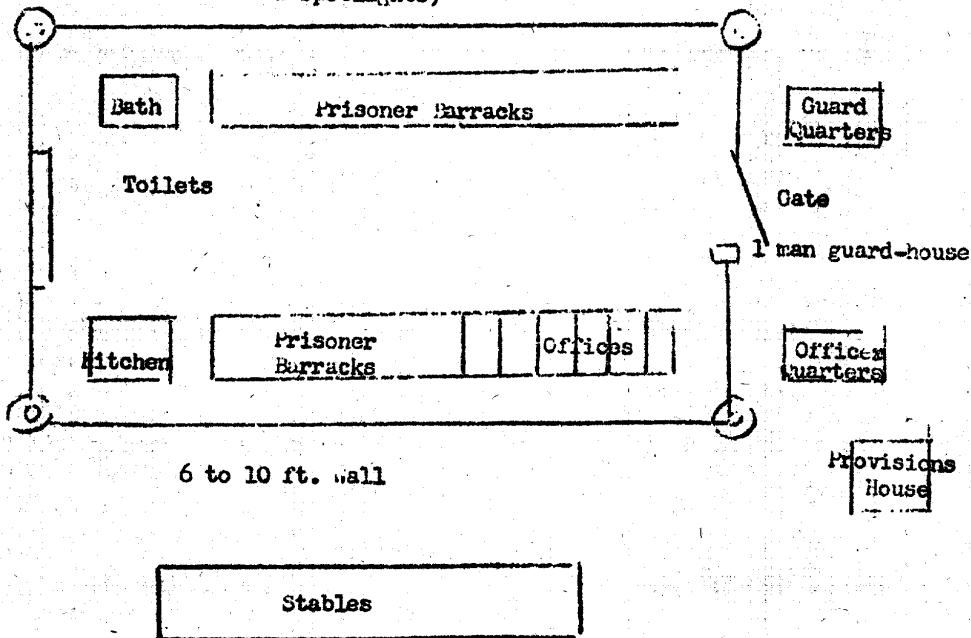 Bath
Prisoner Barracks
Guard
Quarters
Toilets
Gate
1 man guard-house
Kitchen
Prisoner
Barracks
Offices
Officer
Quarters
6 to 10 ft. wall
Provisions
House
Stables